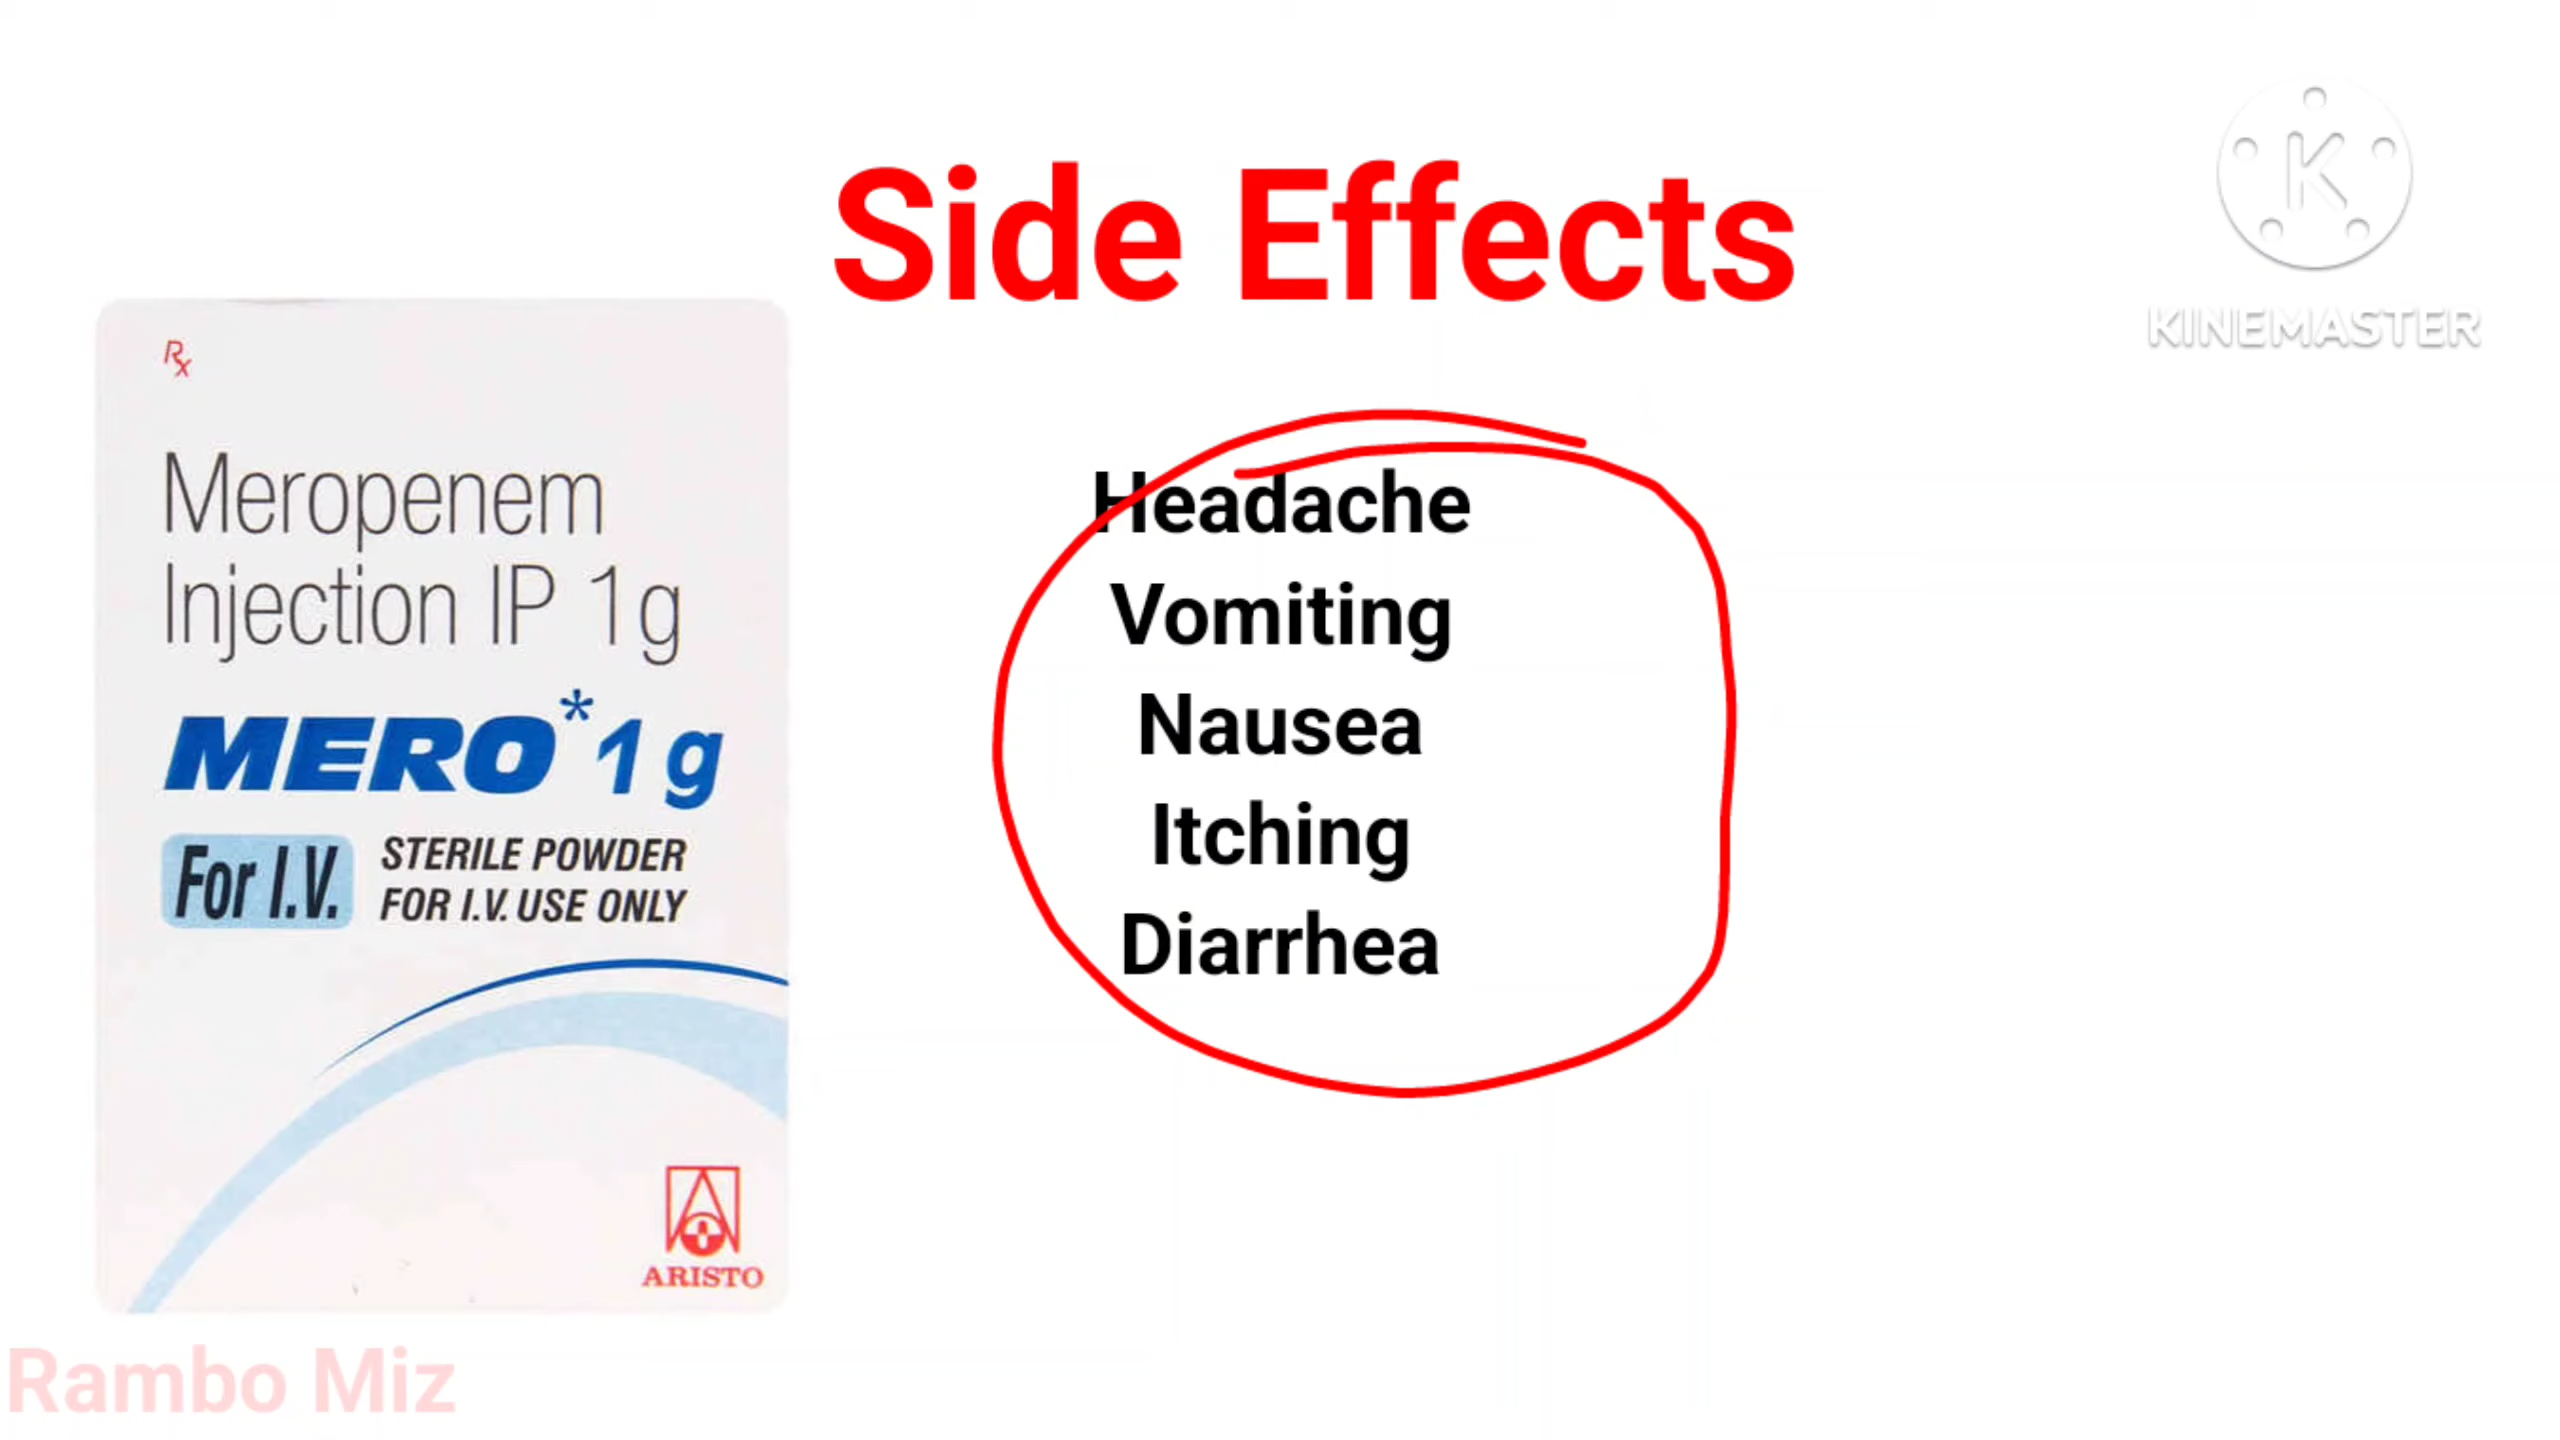 Side Effects
KINEMASTER
Rx
Meropenem
Injection IP 1g
MERO* 1g
For I.V.
STERILE POWDER
FOR I.V. USE ONLY
ARISTO
Headache
Vomiting
Nausea
Itching
Diarrhea
Rambo Miz